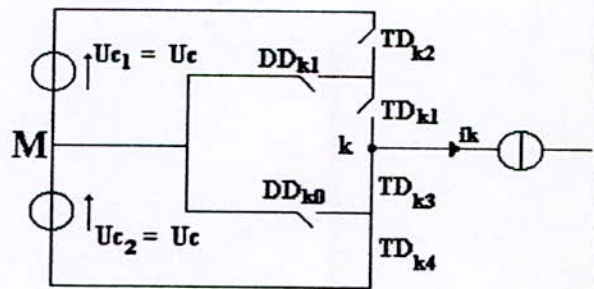 Uc1 = Uc
DDk1
TDk2
TDk1
M
k
ik
DDk0
TDk3
Uc2 = Uc
TDk4